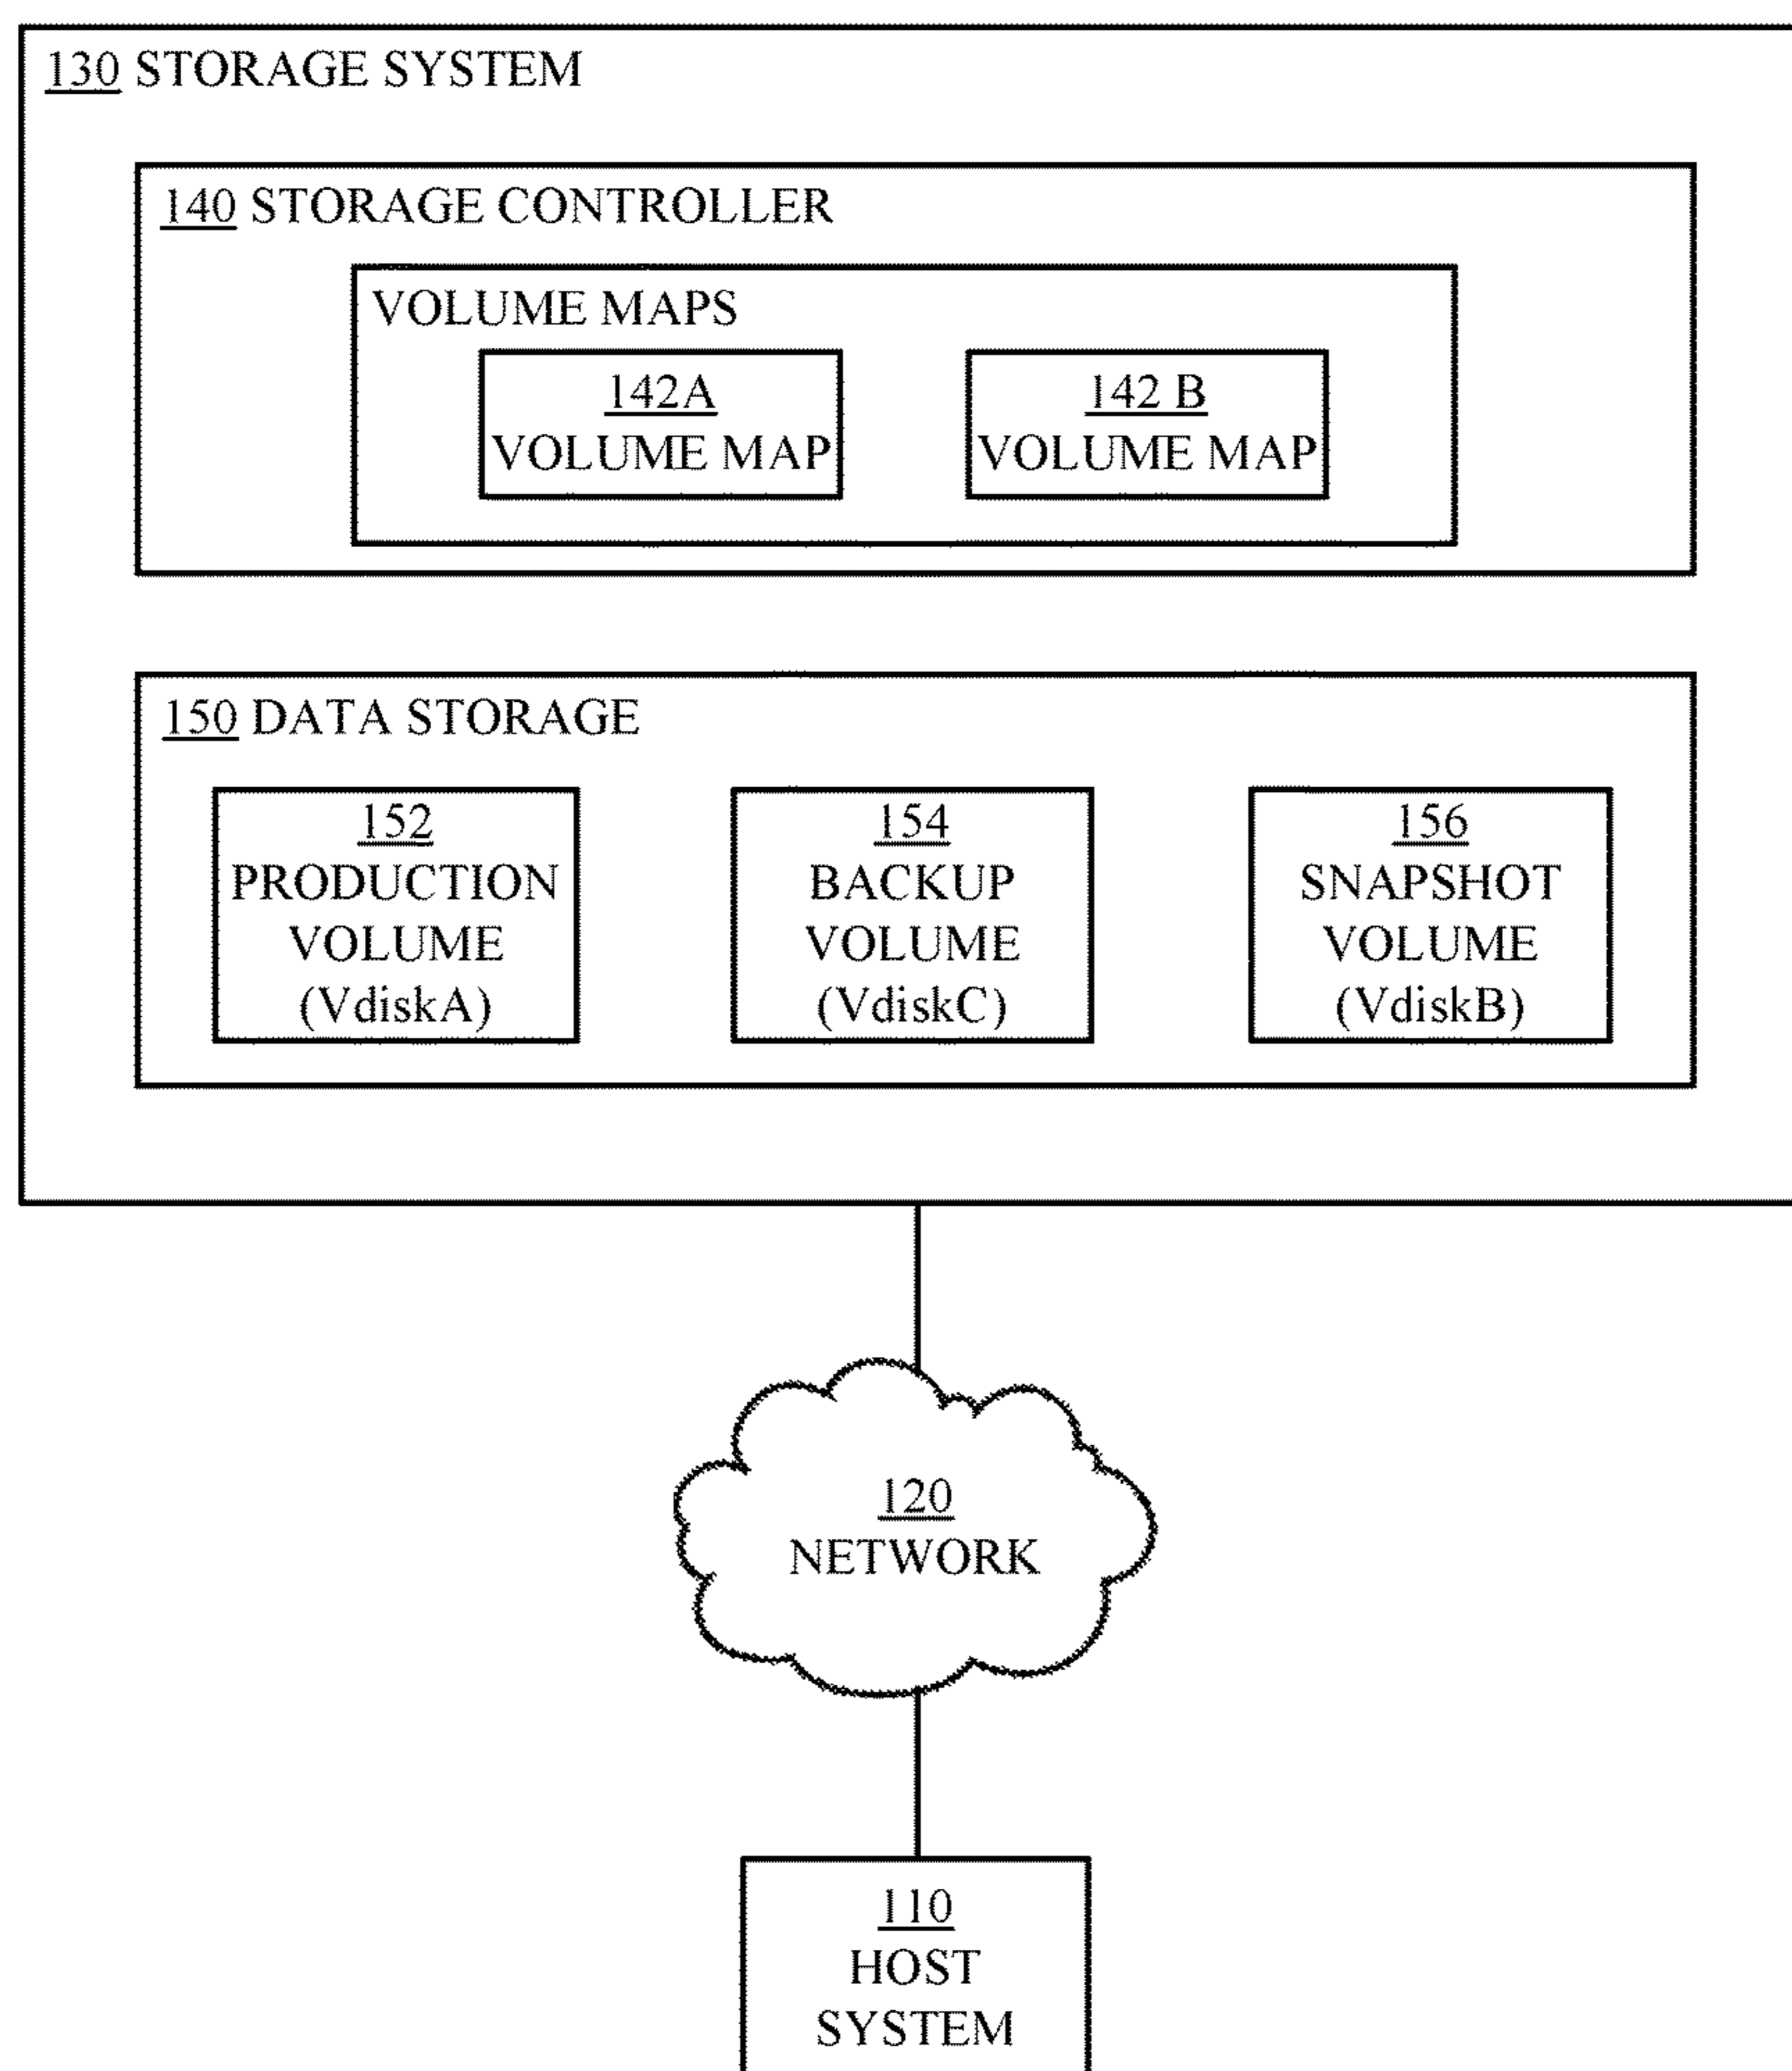 130 STORAGE SYSTEM
140 STORAGE CONTROLLER
VOLUME MAPS
142A
VOLUME MAP
142 B
VOLUME MAP
150 DATA STORAGE
152
PRODUCTION
VOLUME
(VdiskA)
154
BACKUP
VOLUME
(VdiskC)
156
SNAPSHOT
VOLUME
(VdiskB)
120
NETWORK
110
HOST
SYSTEM